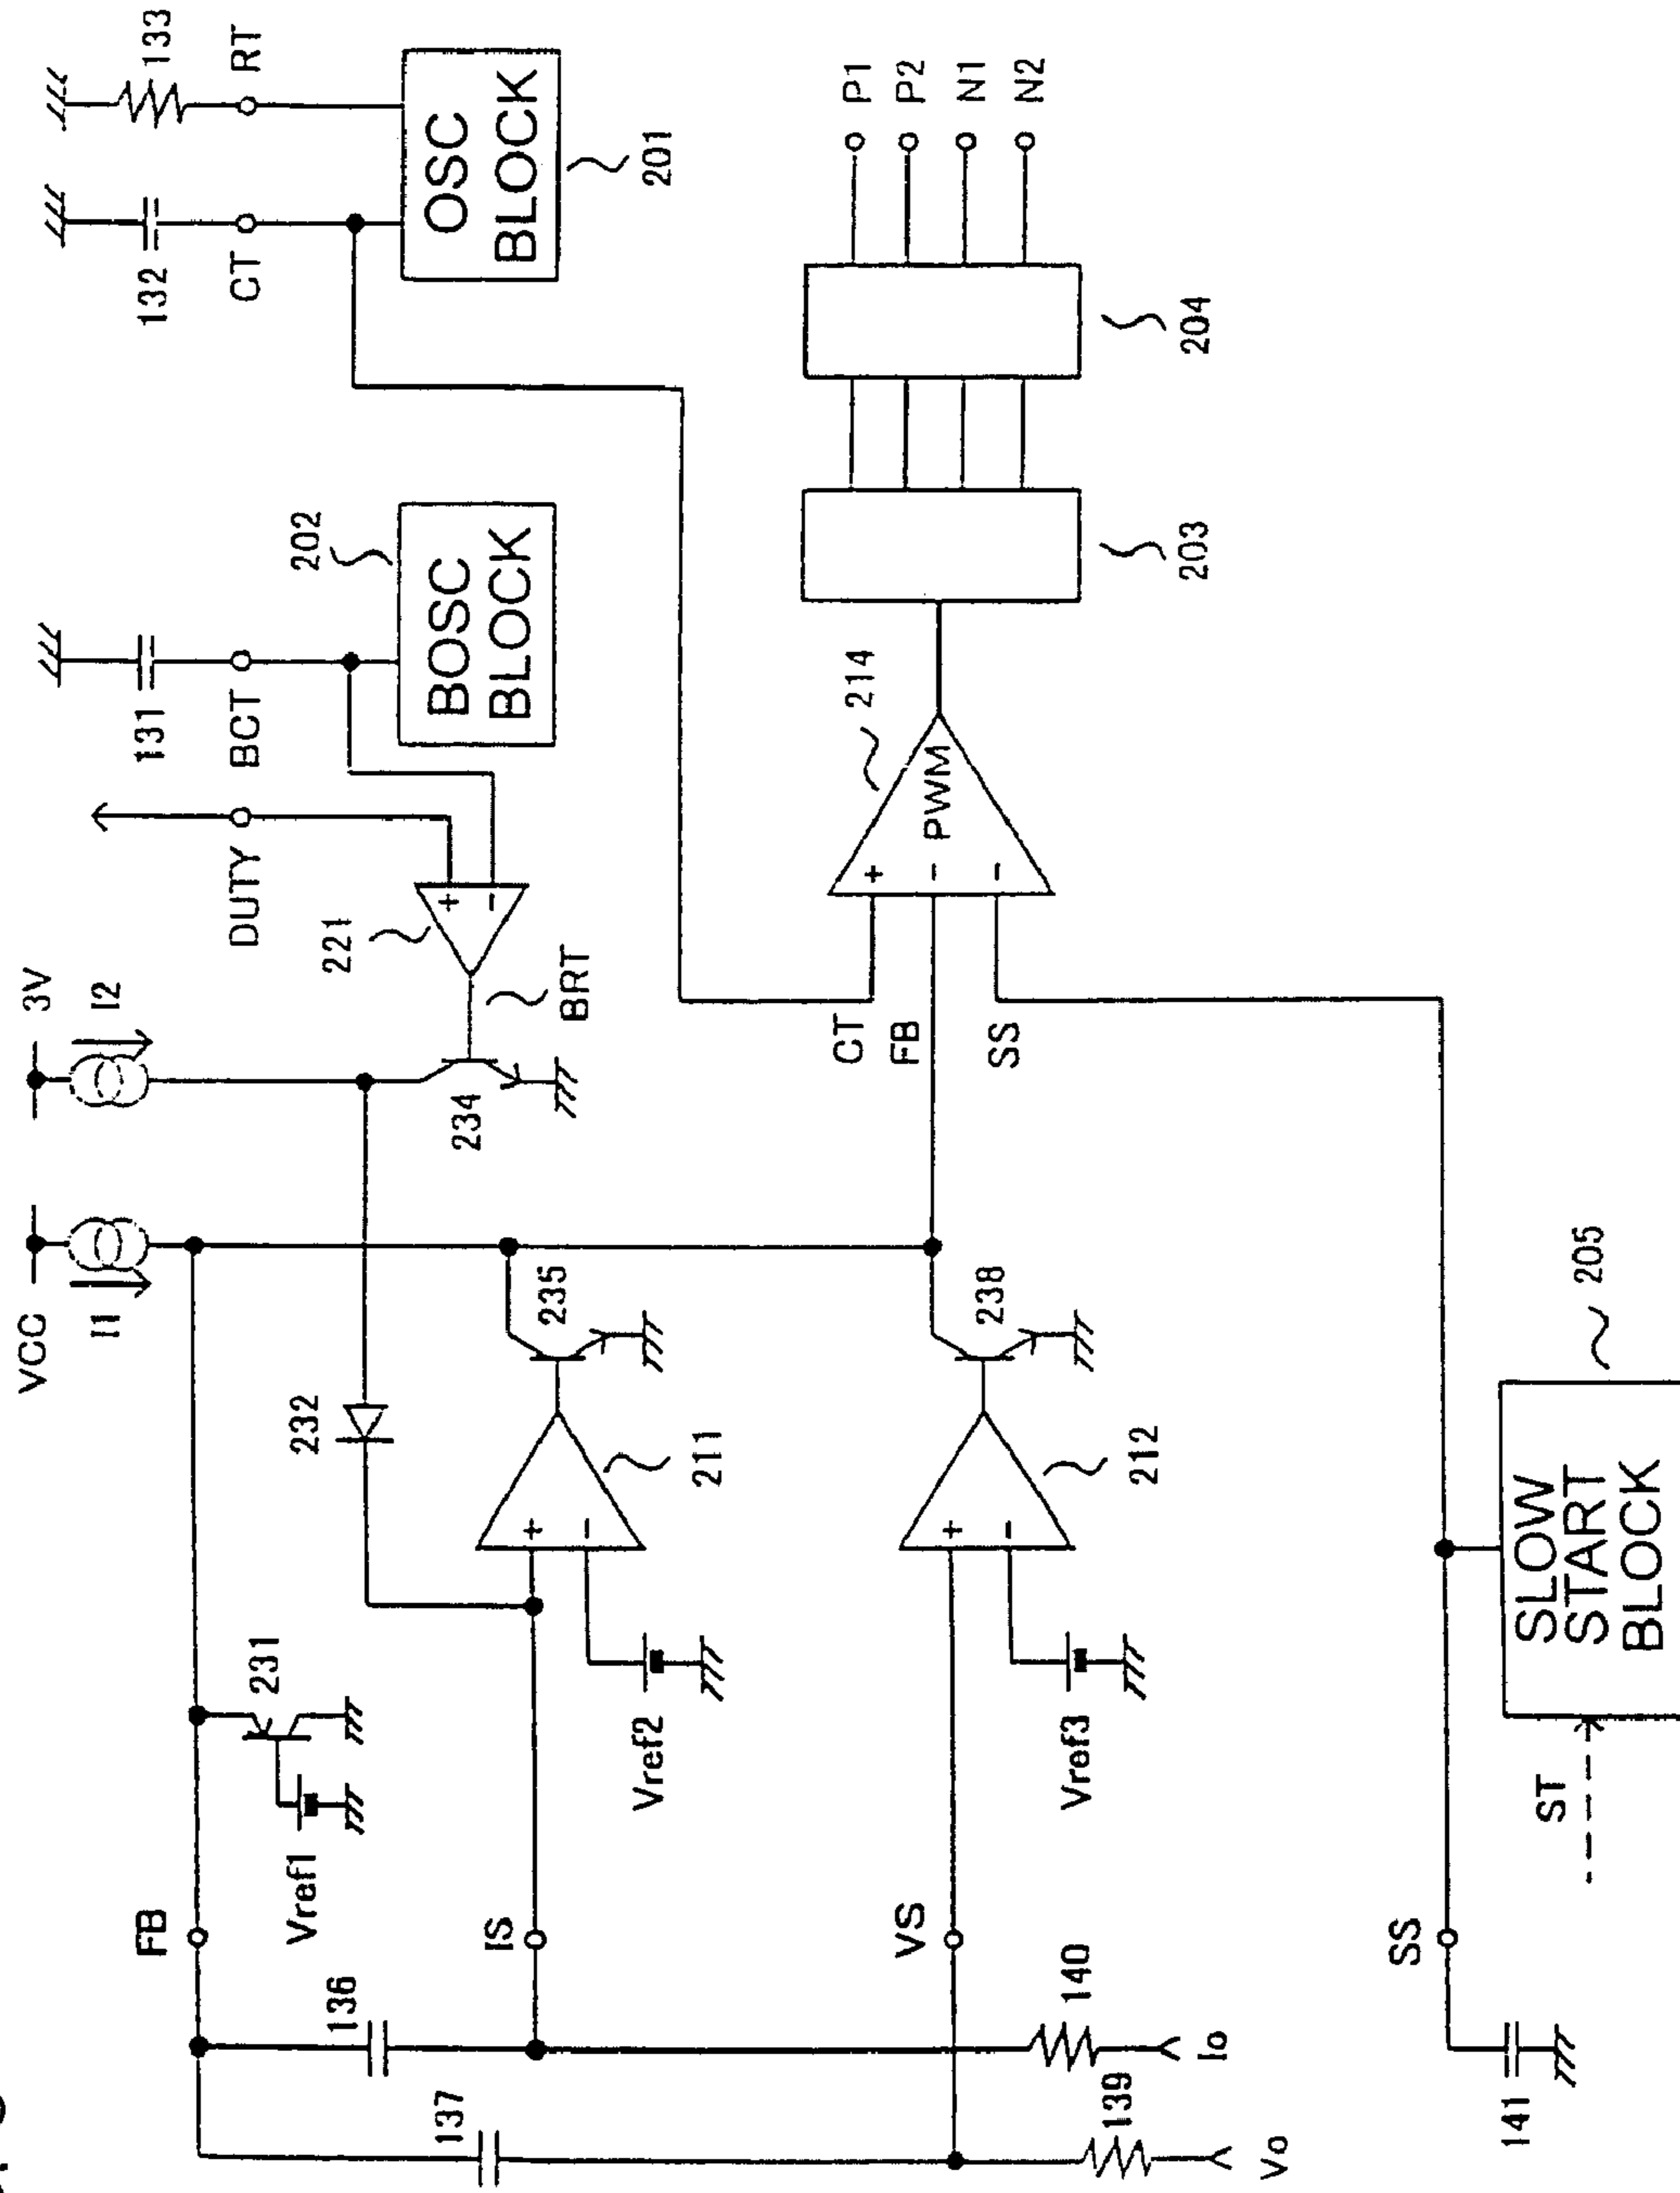 VCC
3V
I1
I2
133
RT
132
CT
OSC
BLOCK
201
131
BCT
202
BOSC
BLOCK
DUTY
221
+
-
BRT
234
232
235
+
-
211
231
Vref1
FB
Vref2
IS
136
137
238
+
-
212
Vref3
VS
140
139
Io
Vo
CT
FB
SS
+
-
-
PWM
214
203
204
P1
P2
N1
N2
205
SLOW
START
BLOCK
ST
SS
141